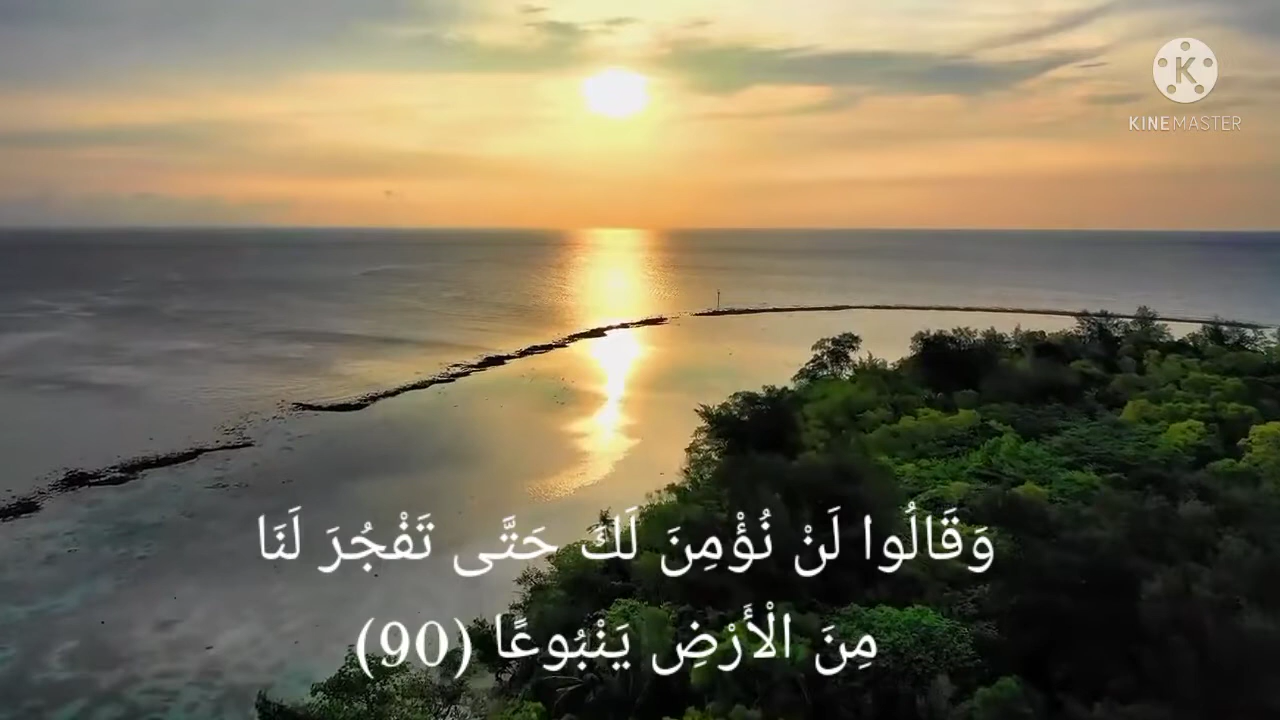 KINEMASTER
وَقَالُوا لَنْ نُؤْمِنَ لَكَ حَتَّى تَفْجُرَ لَنَا
مِنَ الْأَرْضِ يَنْبُوعًا (90)